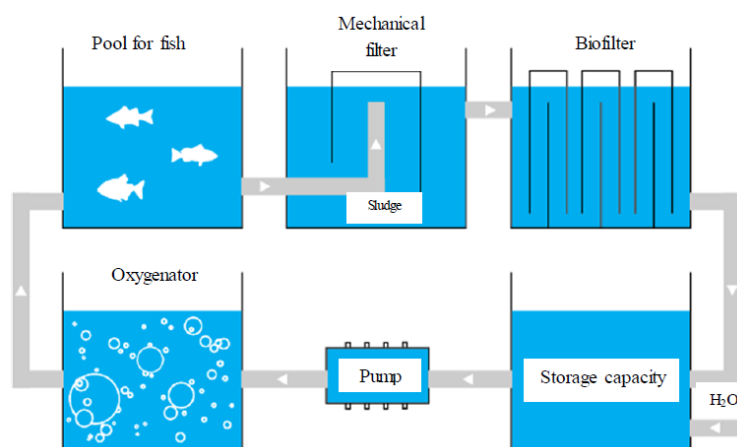 Pool for fish
Mechanical
filter
Biofilter
Sludge
Oxygenator
Pump
Storage capacity
H₂O